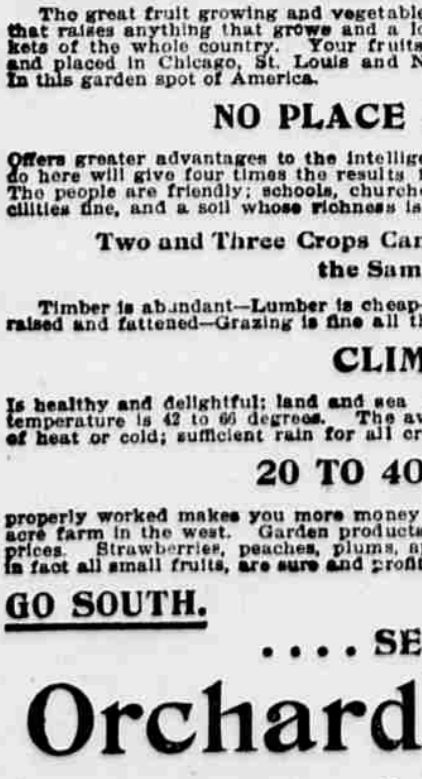 The great fruit growing and vegetable
that raises anything that grows and a lo
kets of the whole country. Your fruits
and placed in Chicago, St. Louis and N
In this garden spot of America.
NO PLACE
Offers greater advantages to the intellige
do here will give four times the results
The people are friendly; schools, churche
cilities fine, and a soil whose richness is
Two and Three Crops Can
the Sam
Timber is abundant—Lumber is cheap—
raised and fattened—Grazing is fine all th
CLIM
Is healthy and delightful; land and sea
temperature is 42 to 66 degrees. The av
of heat or cold; sufficient rain for all cr
20 TO 40
properly worked makes you more money
acre farm in the west. Garden products
prices. Strawberries, peaches, plums, a
in fact all small fruits, are sure and profit
GO SOUTH.
.... SE
Orchard